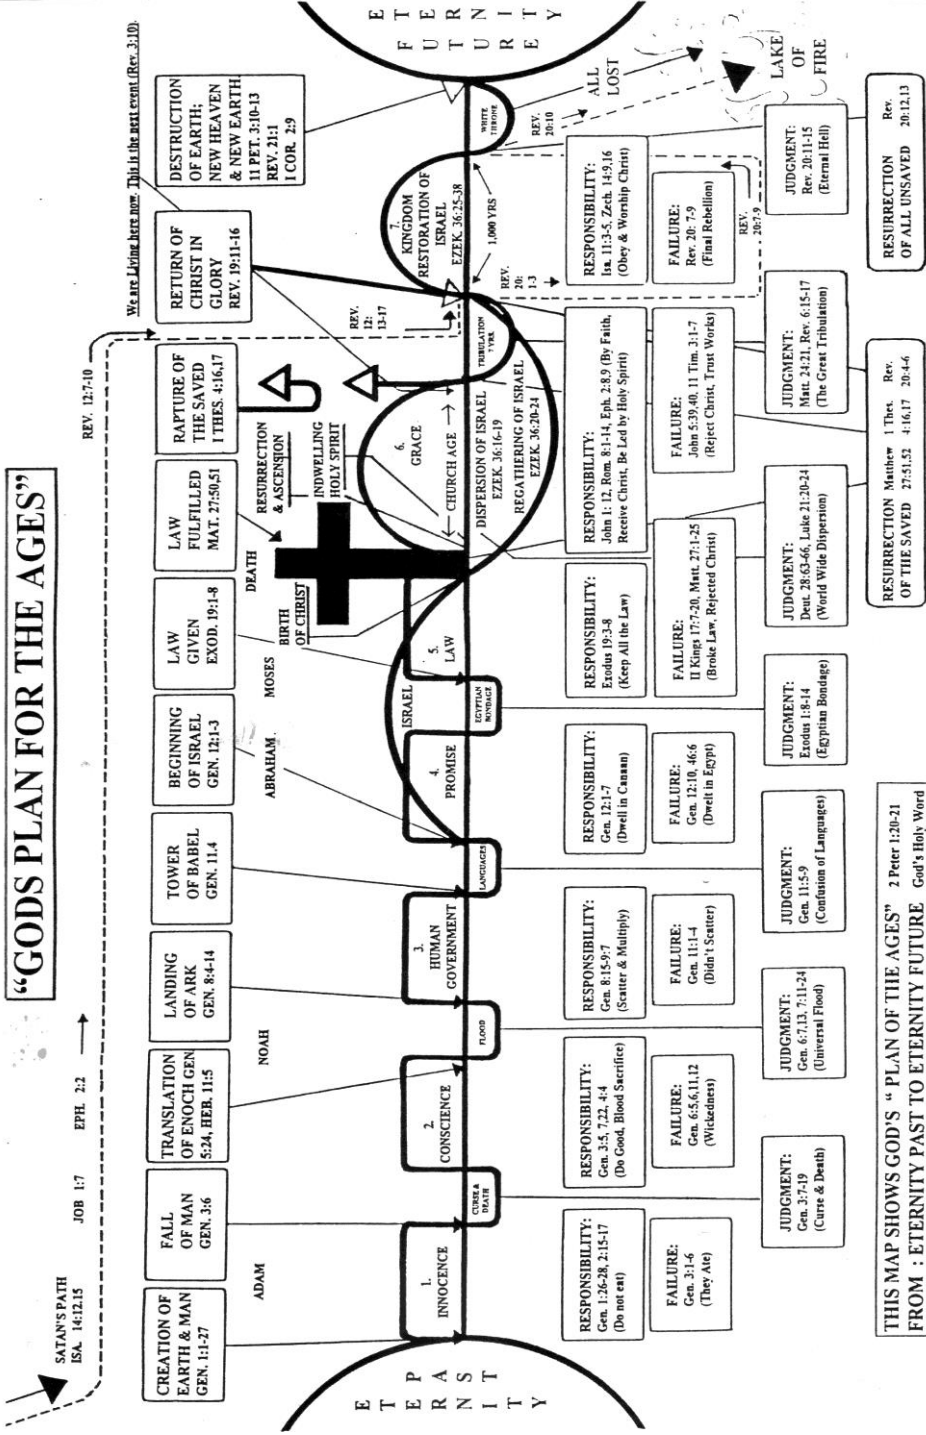 "GODS PLAN FOR THE AGES"
SATAN'S PATH
ISA. 14:12.15
JOB 1:7
EPH. 2:2
REV. 12:7-10
We are Living here now. This is the next event (Rev. 3:10)
CREATION OF
EARTH & MAN
GEN. 1:1-27
FALL
OF MAN
GEN. 3:6
TRANSLATION
OF ENOCH GEN.
5:24, HEB. 11:5
LANDING
OF ARK
GEN. 8:4-14
TOWER
OF BABEL
GEN. 11.4
BEGINNING
OF ISRAEL
GEN. 12:1-3
LAW
GIVEN
EXOD. 19:1-8
LAW
FULFILLED
MAT. 27:50,51
RAPTURE OF
THE SAVED
I THES. 4:16,17
RETURN OF
CHRIST IN
GLORY
REV. 19:11-16
DESTRUCTION
OF EARTH;
NEW HEAVEN
& NEW EARTH
11 PET. 3:10-13
REV. 21:1
I COR. 2:9
ADAM
NOAH
ABRAHAM
MOSES
DEATH
BIRTH
OF CHRIST
RESURRECTION
& ASCENSION
INDWELLING
HOLY SPIRIT
REV.
12:
13-17
E P
T A
E S
R T
N
I
T
Y
1.
INNOCENCE
CURSE &
DEATH
2.
CONSCIENCE
FLOOD
3.
HUMAN
GOVERNMENT
LANGUAGES
4.
PROMISE
ISRAEL
EGYPTIAN
BONDAGE
5.
LAW
6.
GRACE
CHURCH AGE
DISPERSION OF ISRAEL
EZEK. 36:16-19
REGATHERING OF ISRAEL
EZEK. 36:20-24
TRIBULATION
7 YRS
7.
KINGDOM
RESTORATION OF
ISRAEL
EZEK. 36:25-38
1,000 YRS
REV.
20:
1-3
WHITE
THRONE
REV.
20:10
ALL
LOST
LAKE
OF
FIRE
E F
T U
E T
R U
N R
I E
T
Y
RESPONSIBILITY:
Gen. 1:26-28, 2:15-17
(Do not eat)
FAILURE:
Gen. 3:1-6
(They Ate)
JUDGMENT:
Gen. 3:7-19
(Curse & Death)
RESPONSIBILITY:
Gen. 3:5, 7,22, 4:4
(Do Good, Blood Sacrifice)
FAILURE:
Gen. 6:5,6,11,12
(Wickedness)
JUDGMENT:
Gen. 6:7,13, 7:11-24
(Universal Flood)
RESPONSIBILITY:
Gen. 8:15-9:7
(Scatter & Multiply)
FAILURE:
Gen. 11:1-4
(Didn't Scatter)
JUDGMENT:
Gen. 11:5-9
(Confusion of Languages)
RESPONSIBILITY:
Gen. 12:1-7
(Dwell in Canaan)
FAILURE:
Gen. 12:10, 46:6
(Dwelt in Egypt)
JUDGMENT:
Exodus 1:8-14
(Egyptian Bondage)
RESPONSIBILITY:
Exodus 19:3-8
(Keep All the Law)
FAILURE:
II Kings 17:7-20, Matt. 27:1-25
(Broke Law, Rejected Christ)
JUDGMENT:
Deut. 28:63-66, Luke 21:20-24
(World Wide Dispersion)
RESPONSIBILITY:
John 1: 12, Rom. 8:1-14, Eph. 2:8,9 (By Faith,
Receive Christ, Be Led by Holy Spirit)
FAILURE:
John 5:39,40, 11 Tim. 3:1-7
(Reject Christ, Trust Works)
JUDGMENT:
Matt. 24:21, Rev. 6:15-17
(The Great Tribulation)
RESPONSIBILITY:
Isa. 11:3-5, Zech. 14:9,16
(Obey & Worship Christ)
FAILURE:
Rev. 20: 7-9
(Final Rebellion)
REV.
20:7-9
JUDGMENT:
Rev. 20:11-15
(Eternal Hell)
RESURRECTION Matthew 1 Thes. Rev.
OF THE SAVED 27:51,52 4:16,17 20:4-6
RESURRECTION Rev.
OF ALL UNSAVED 20:12,13
THIS MAP SHOWS GOD'S " PLAN OF THE AGES" 2 Peter 1:20-21
FROM : ETERNITY PAST TO ETERNITY FUTURE God's Holy Word